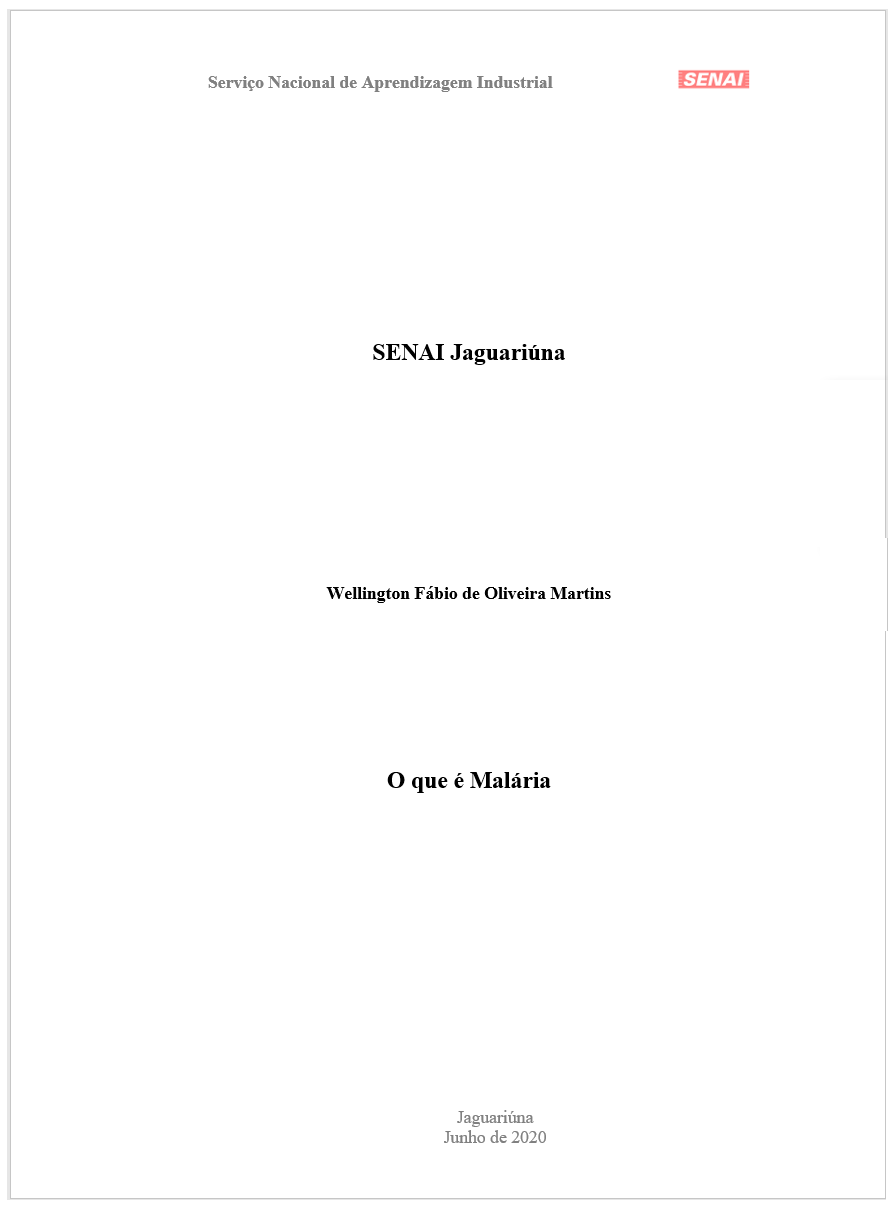 Serviço Nacional de Aprendizagem Industrial SENAI
SENAI Jaguariúna
Wellington Fábio de Oliveira Martins
O que é Malária
Jaguariúna
Junho de 2020